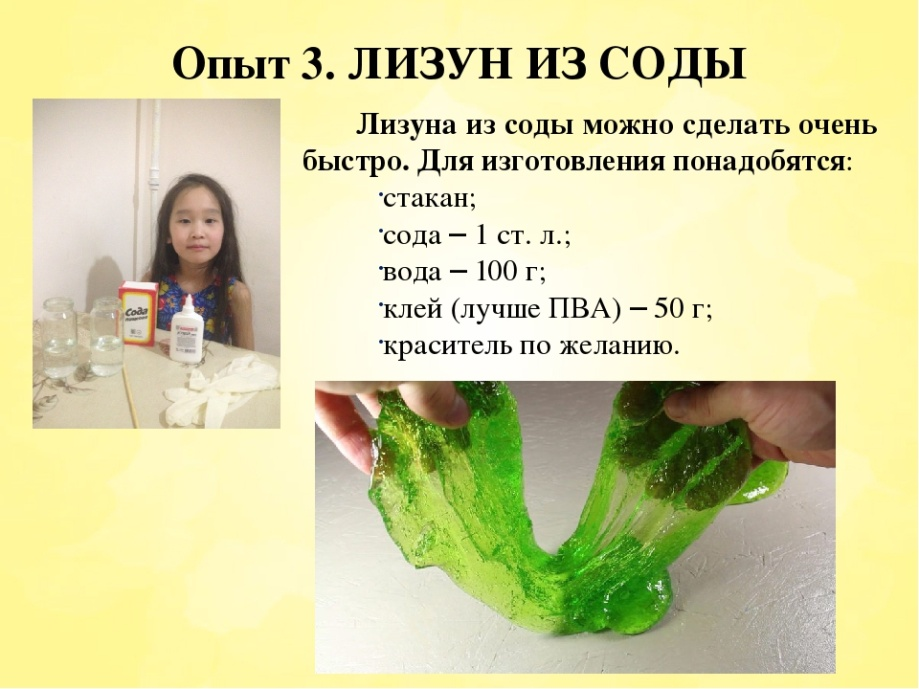 Опыт 3. ЛИЗУН ИЗ СОДЫ
Лизуна из соды можно сделать очень
быстро. Для изготовления понадобятся:
·стакан;
·сода – 1 ст. л.;
·вода – 100 г;
·клей (лучше ПВА) – 50 г;
·краситель по желанию.
Сода